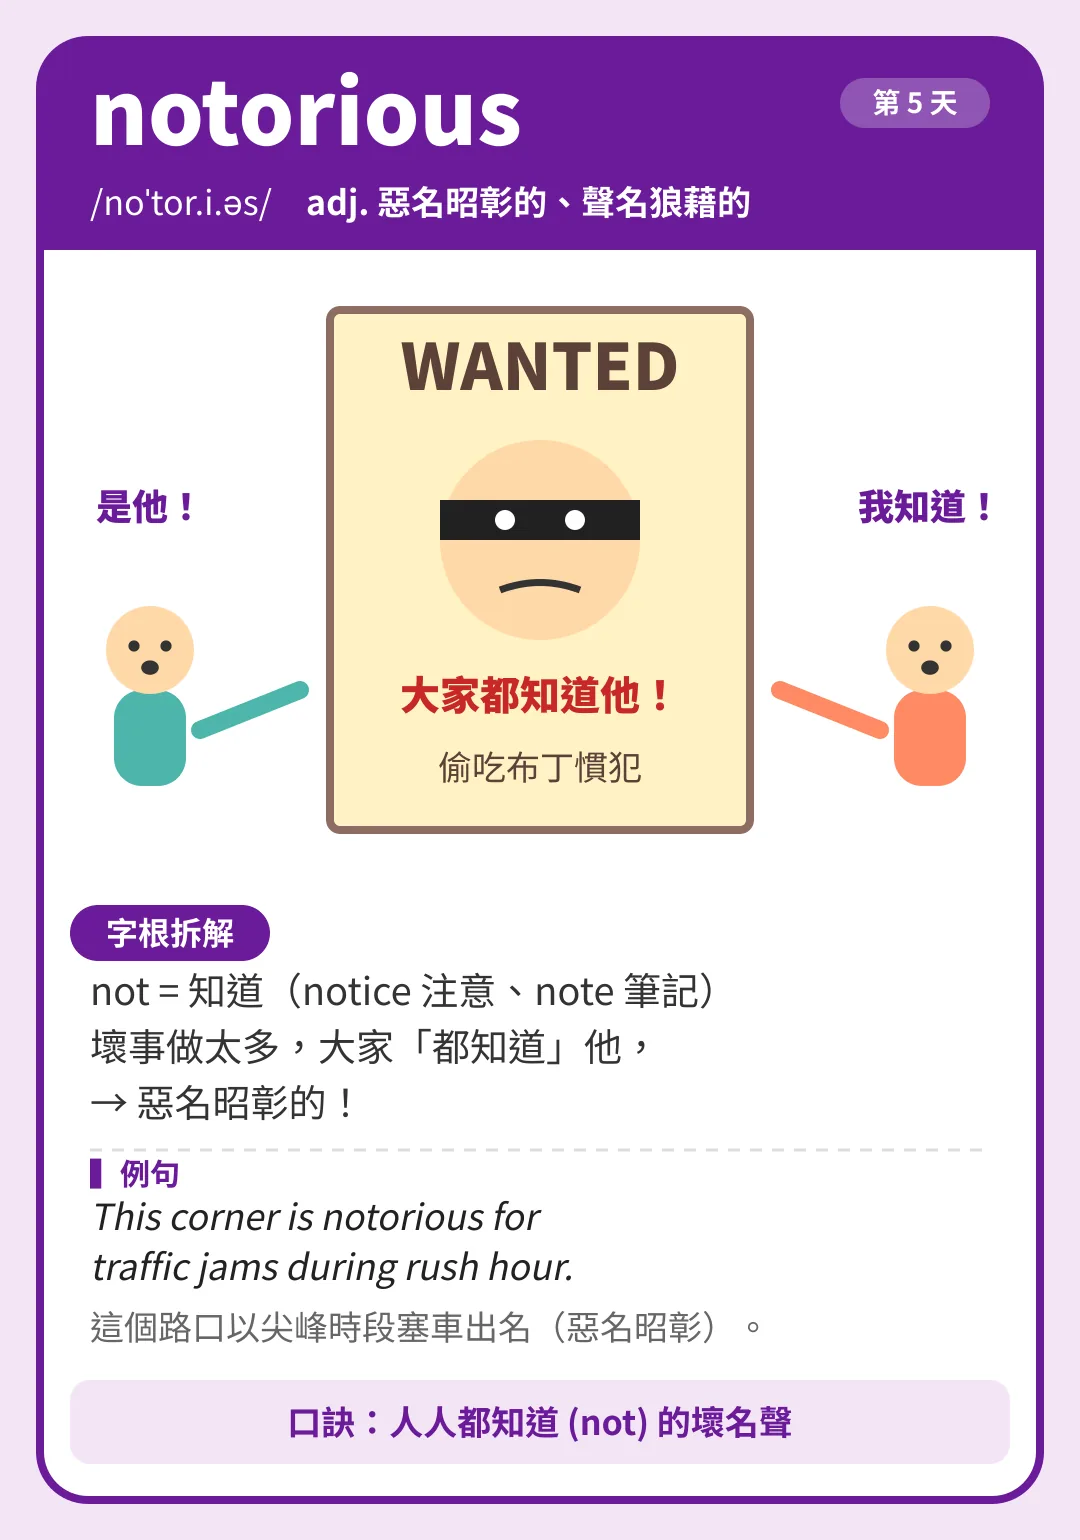 notorious
第 5 天
/noˈtor.i.əs/ adj. 惡名昭彰的、聲名狼藉的
WANTED
是他！
我知道！
大家都知道他！
偷吃布丁慣犯
字根拆解
not = 知道（notice 注意、note 筆記）
壞事做太多，大家「都知道」他，
→ 惡名昭彰的！
▌例句
This corner is notorious for
traffic jams during rush hour.
這個路口以尖峰時段塞車出名（惡名昭彰）。
口訣：人人都知道 (not) 的壞名聲